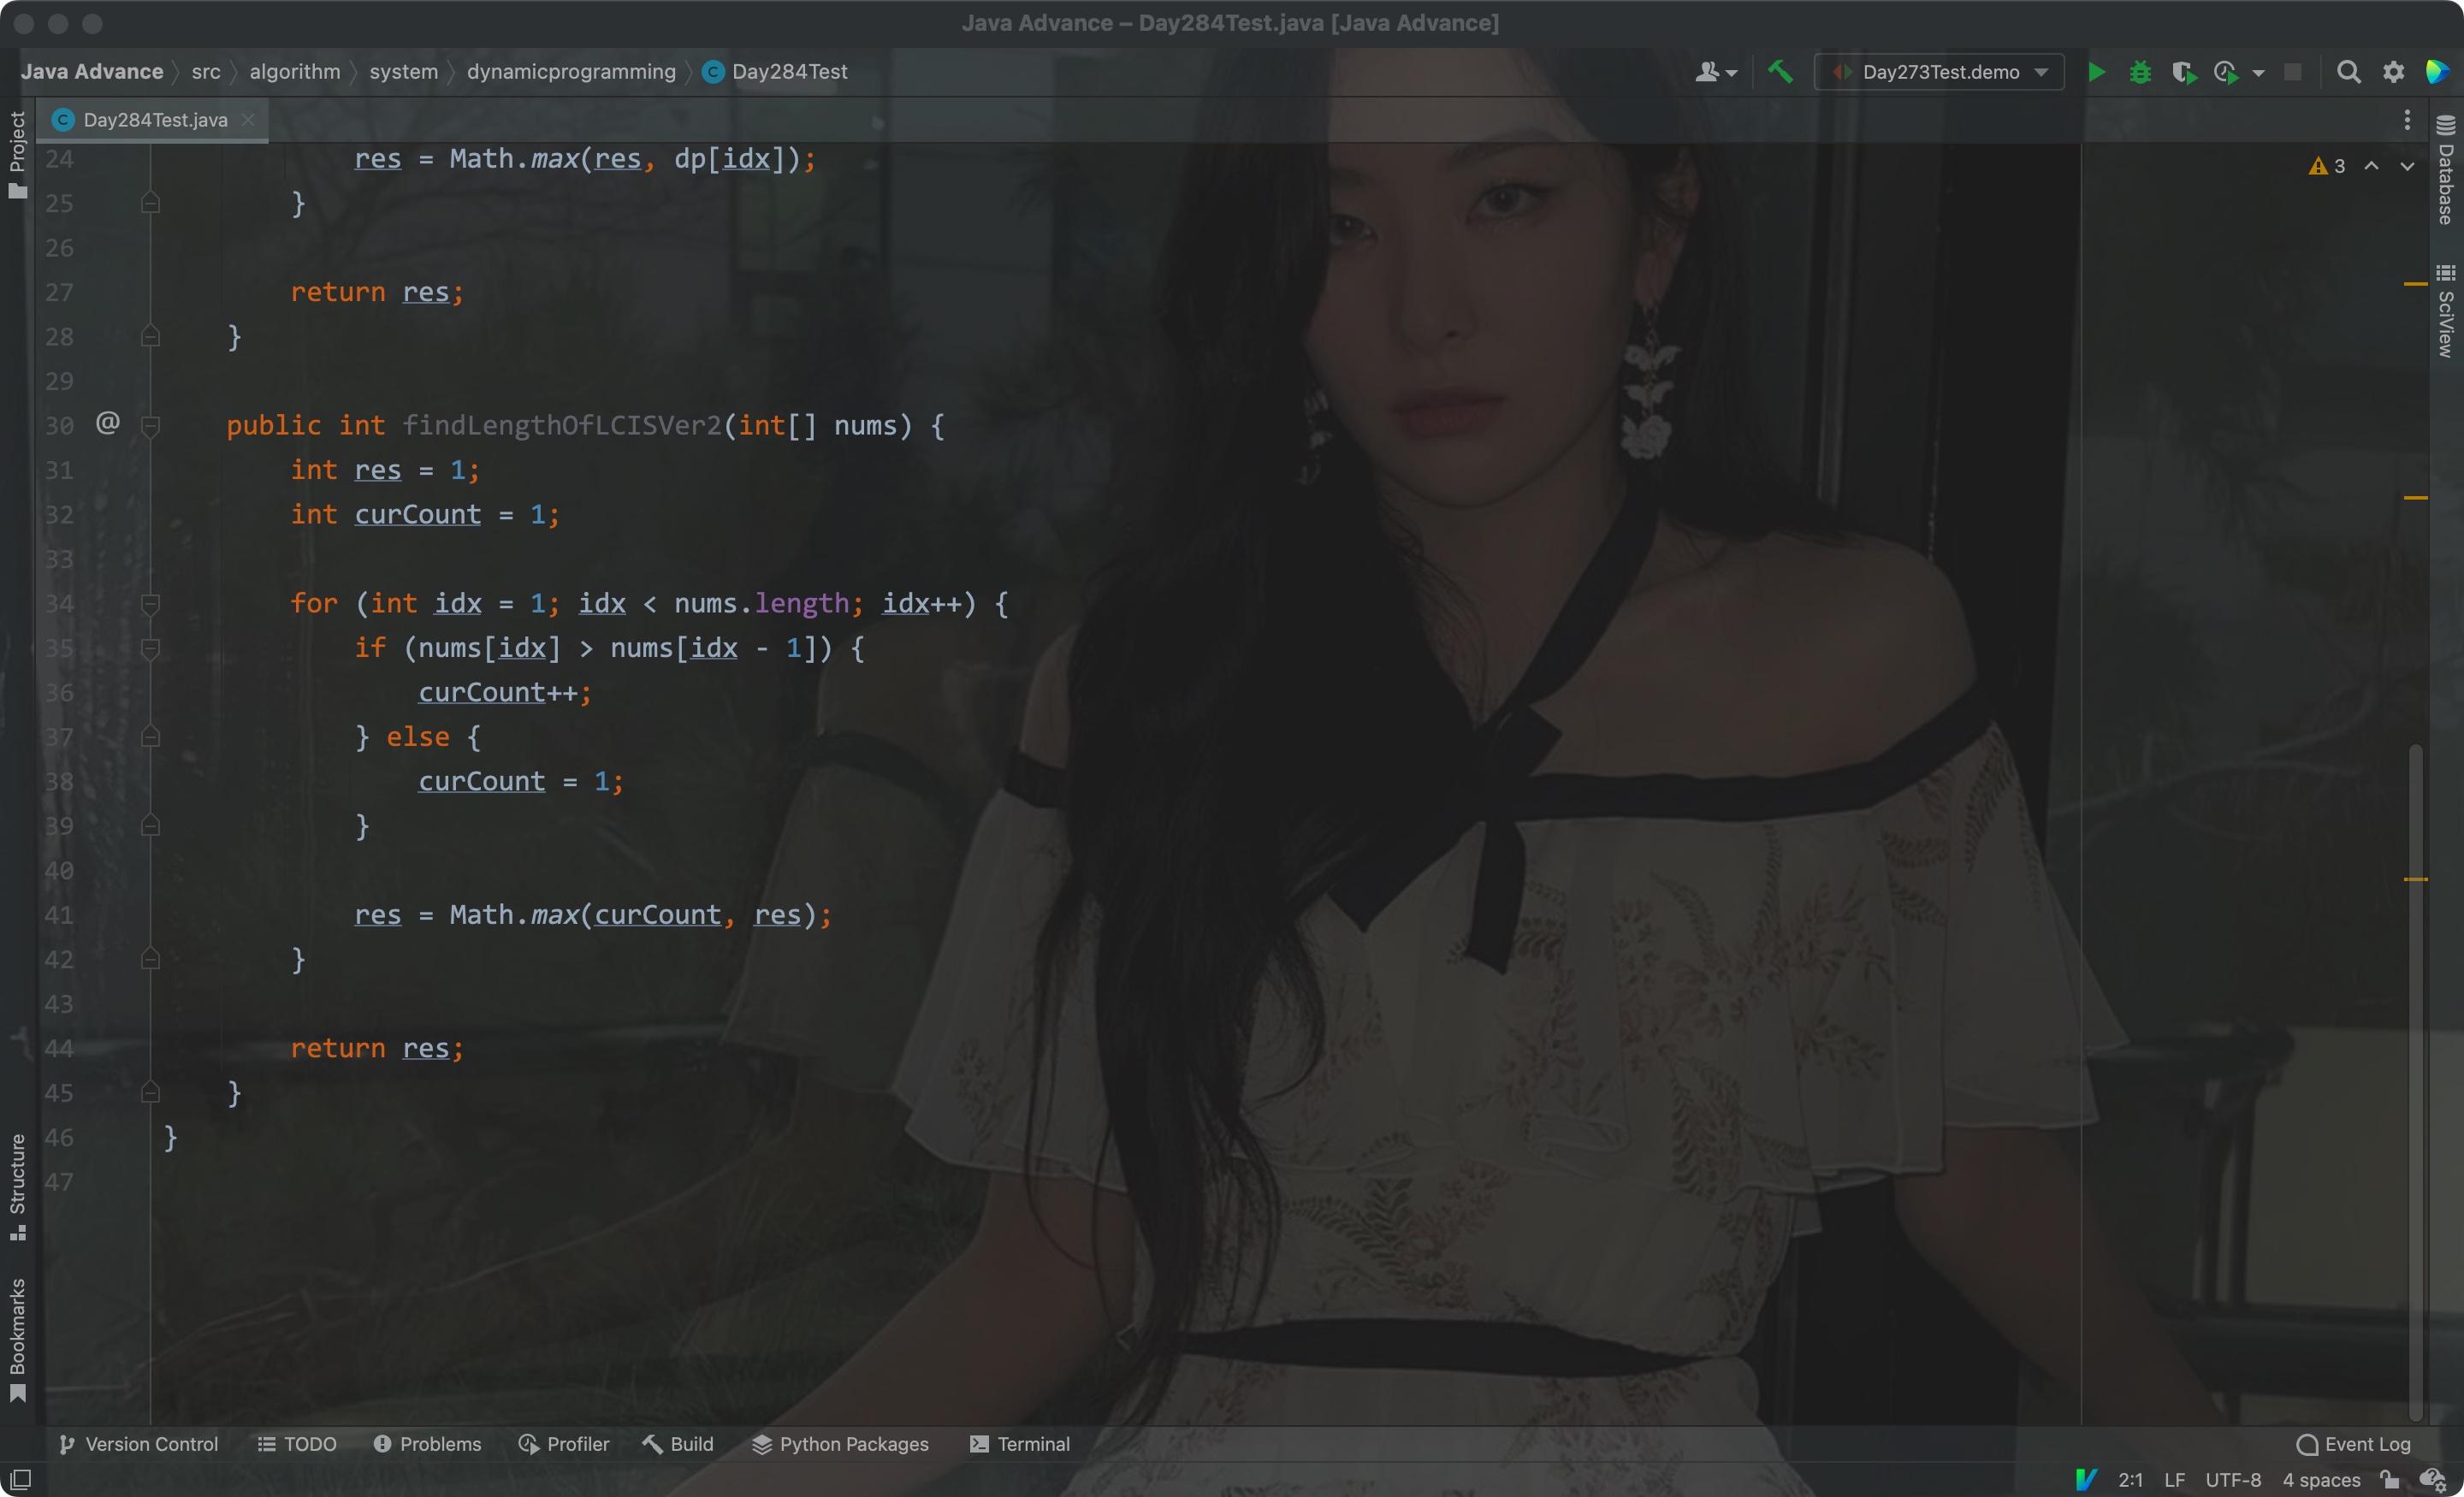 Java Advance – Day284Test.java [Java Advance]
Java Advance src algorithm system dynamicprogramming Day284Test Day273Test.demo
Day284Test.java
Project
Database
SciView
3
24 res = Math.max(res, dp[idx]);
25 }
26
27 return res;
28 }
29
30 @ public int findLengthOfLCISVer2(int[] nums) {
31 int res = 1;
32 int curCount = 1;
33
34 for (int idx = 1; idx < nums.length; idx++) {
35 if (nums[idx] > nums[idx - 1]) {
36 curCount++;
37 } else {
38 curCount = 1;
39 }
40
41 res = Math.max(curCount, res);
42 }
43
44 return res;
45 }
46 }
47
Structure
Bookmarks
Version Control TODO Problems Profiler Build Python Packages Terminal Event Log
2:1 LF UTF-8 4 spaces